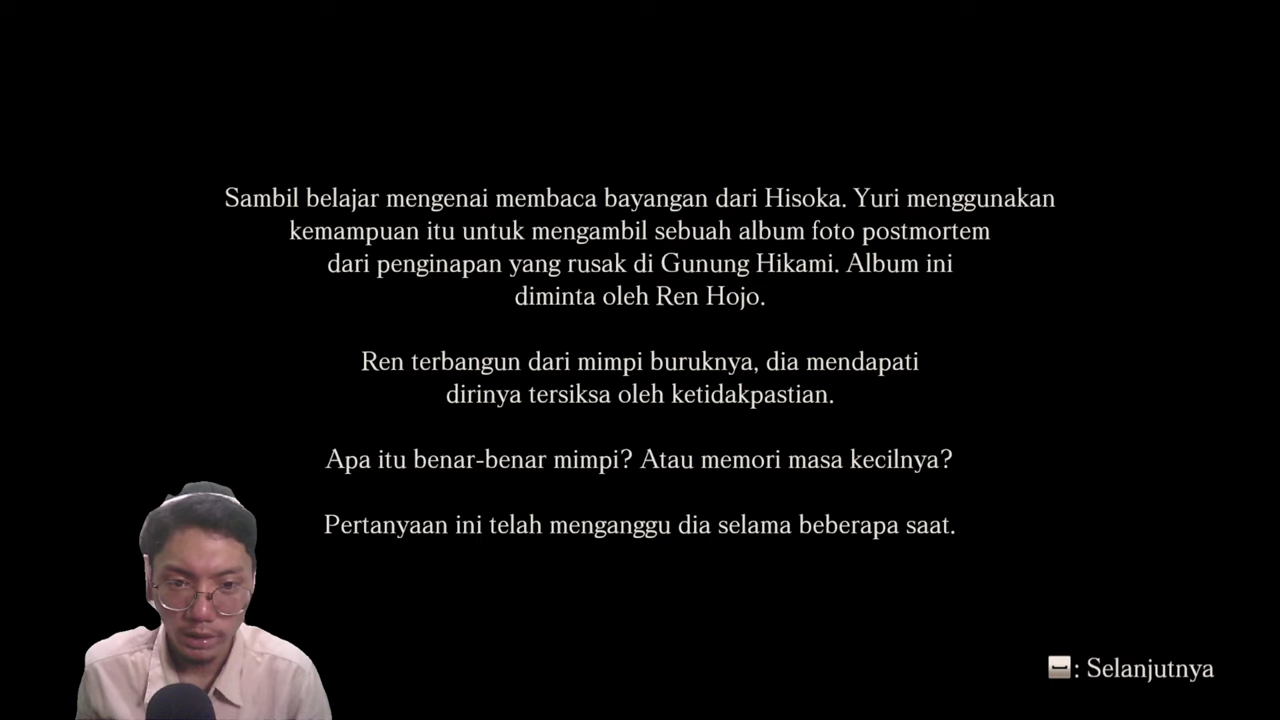 Sambil belajar mengenai membaca bayangan dari Hisoka. Yuri menggunakan
kemampuan itu untuk mengambil sebuah album foto postmortem
dari penginapan yang rusak di Gunung Hikami. Album ini
diminta oleh Ren Hojo.
Ren terbangun dari mimpi buruknya, dia mendapati
dirinya tersiksa oleh ketidakpastian.
Apa itu benar-benar mimpi? Atau memori masa kecilnya?
Pertanyaan ini telah menganggu dia selama beberapa saat.
: Selanjutnya